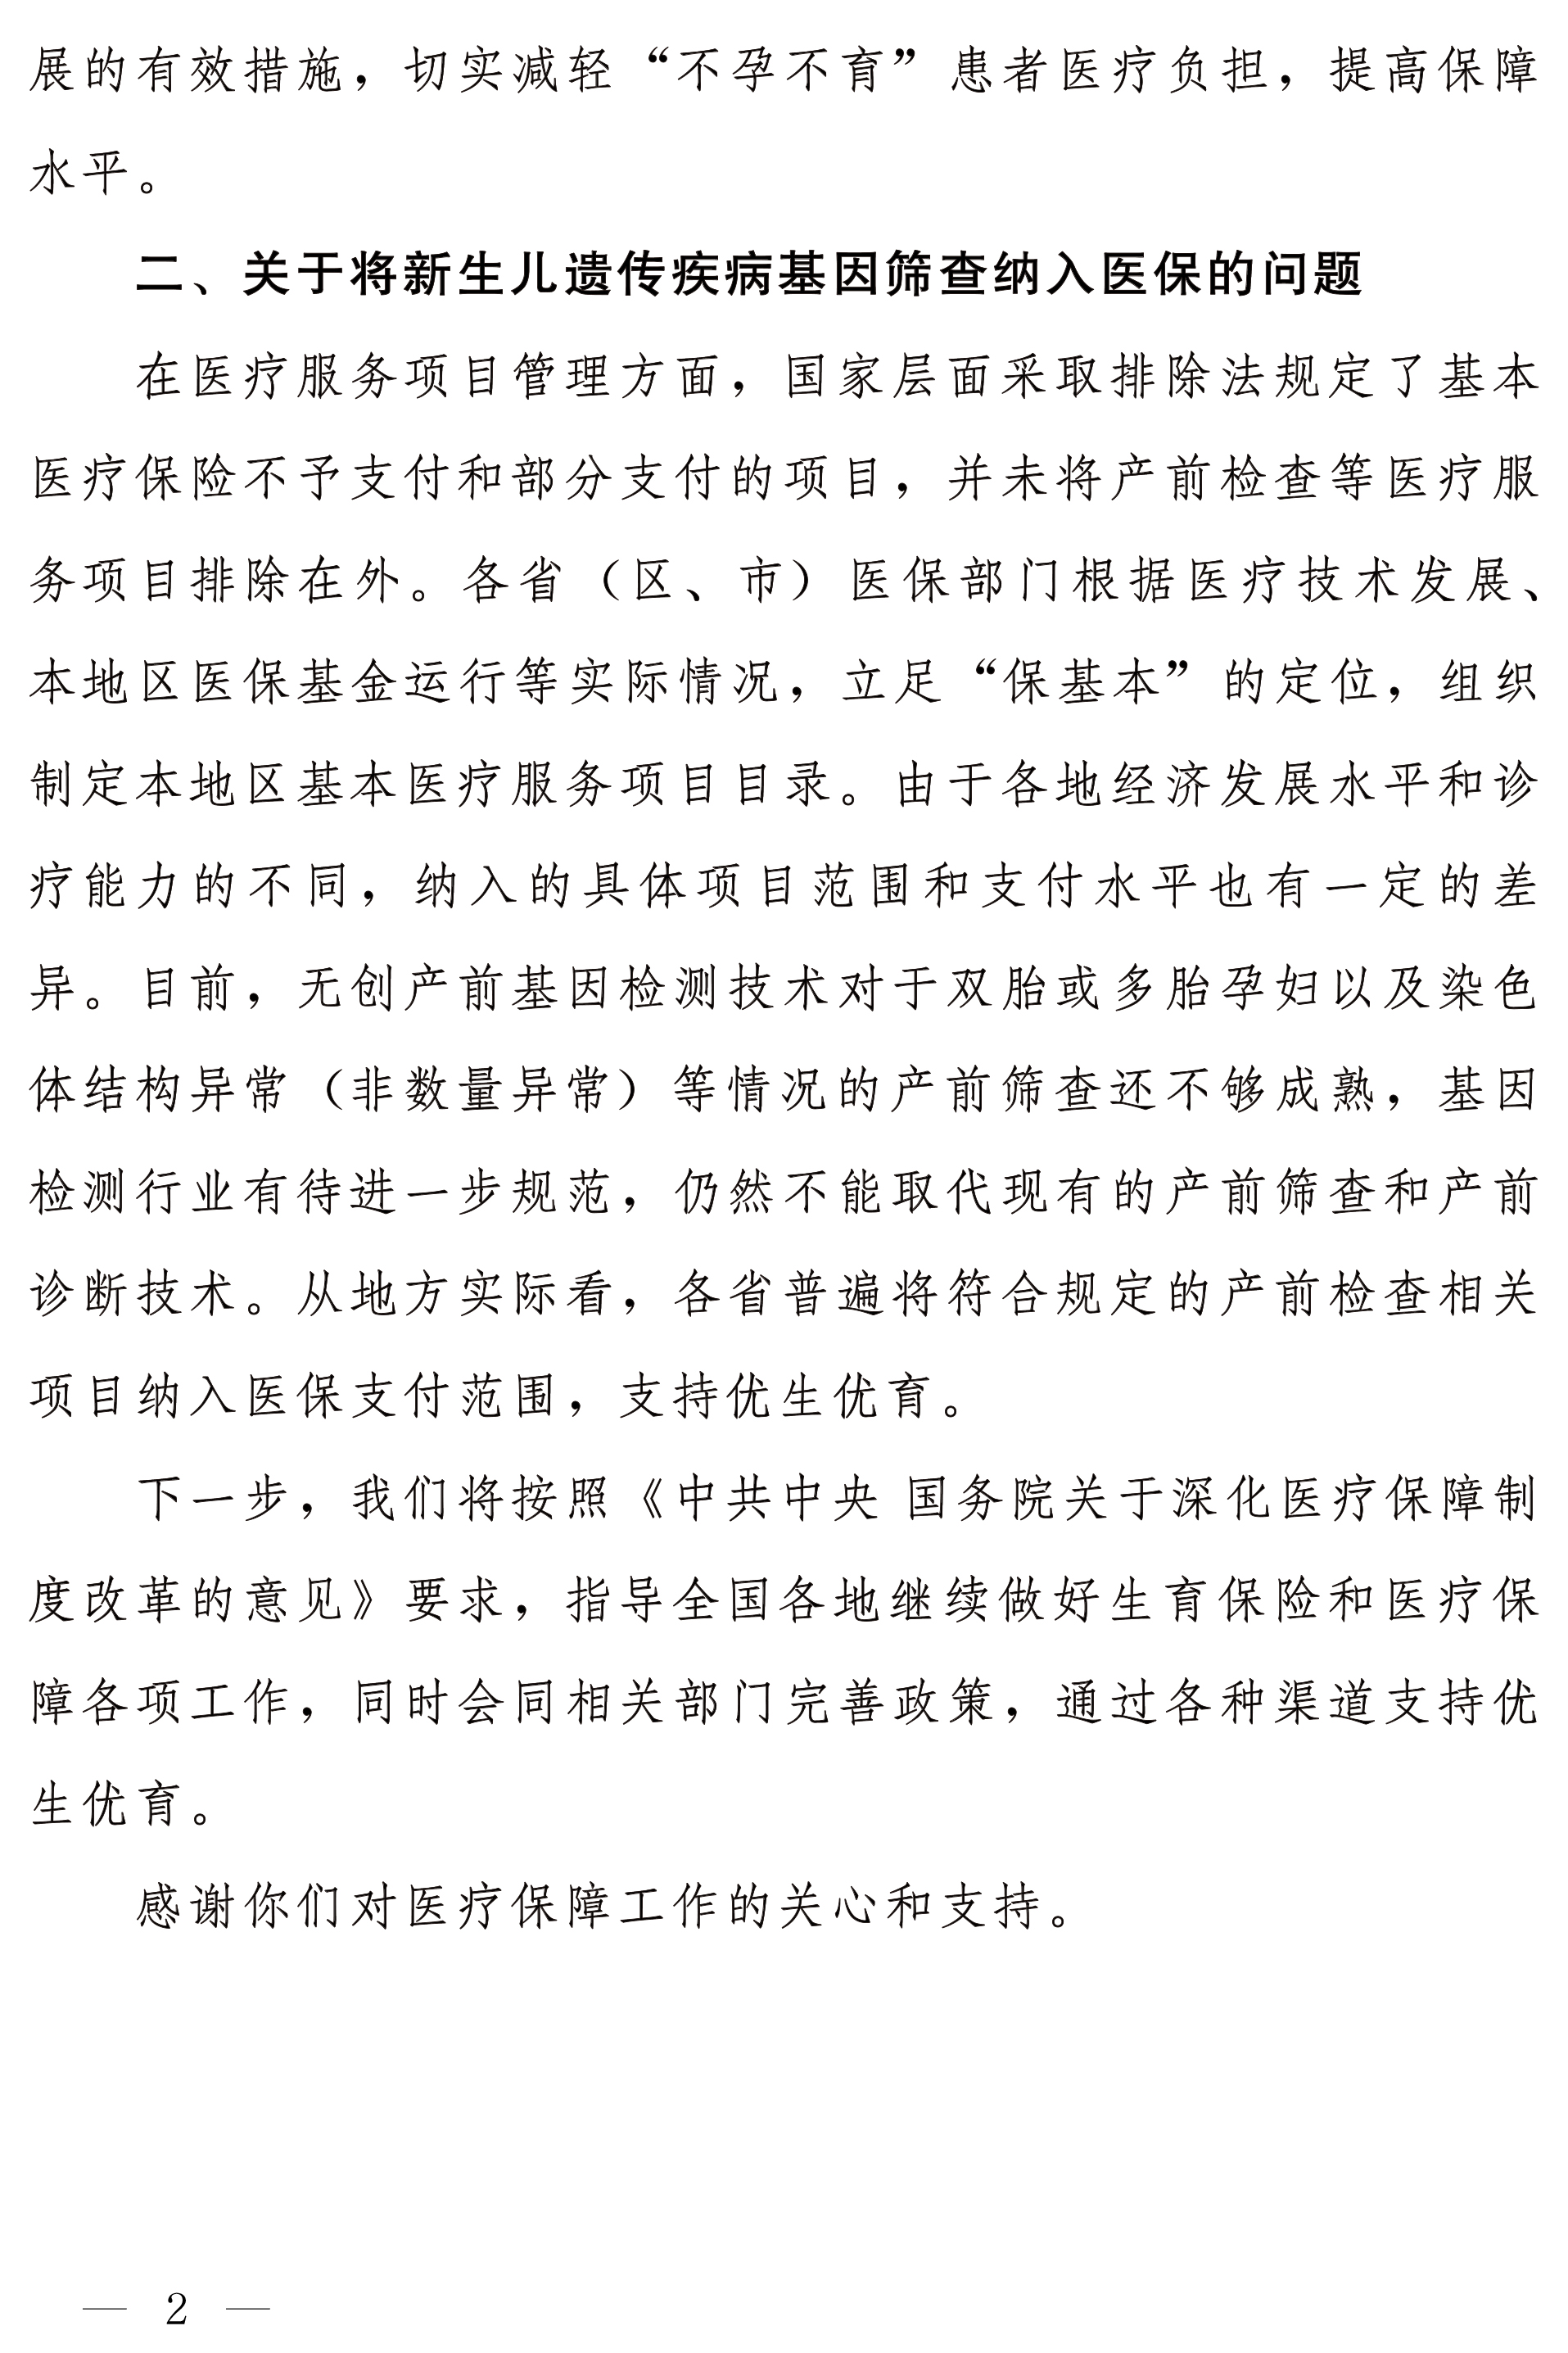 展的有效措施，切实减轻“不孕不育”患者医疗负担，提高保障
水平。
二、关于将新生儿遗传疾病基因筛查纳入医保的问题
在医疗服务项目管理方面，国家层面采取排除法规定了基本
医疗保险不予支付和部分支付的项目，并未将产前检查等医疗服
务项目排除在外。各省（区、市）医保部门根据医疗技术发展、
本地区医保基金运行等实际情况，立足“保基本”的定位，组织
制定本地区基本医疗服务项目目录。由于各地经济发展水平和诊
疗能力的不同，纳入的具体项目范围和支付水平也有一定的差
异。目前，无创产前基因检测技术对于双胎或多胎孕妇以及染色
体结构异常（非数量异常）等情况的产前筛查还不够成熟，基因
检测行业有待进一步规范，仍然不能取代现有的产前筛查和产前
诊断技术。从地方实际看，各省普遍将符合规定的产前检查相关
项目纳入医保支付范围，支持优生优育。
下一步，我们将按照《中共中央 国务院关于深化医疗保障制
度改革的意见》要求，指导全国各地继续做好生育保险和医疗保
障各项工作，同时会同相关部门完善政策，通过各种渠道支持优
生优育。
感谢你们对医疗保障工作的关心和支持。
— 2 —